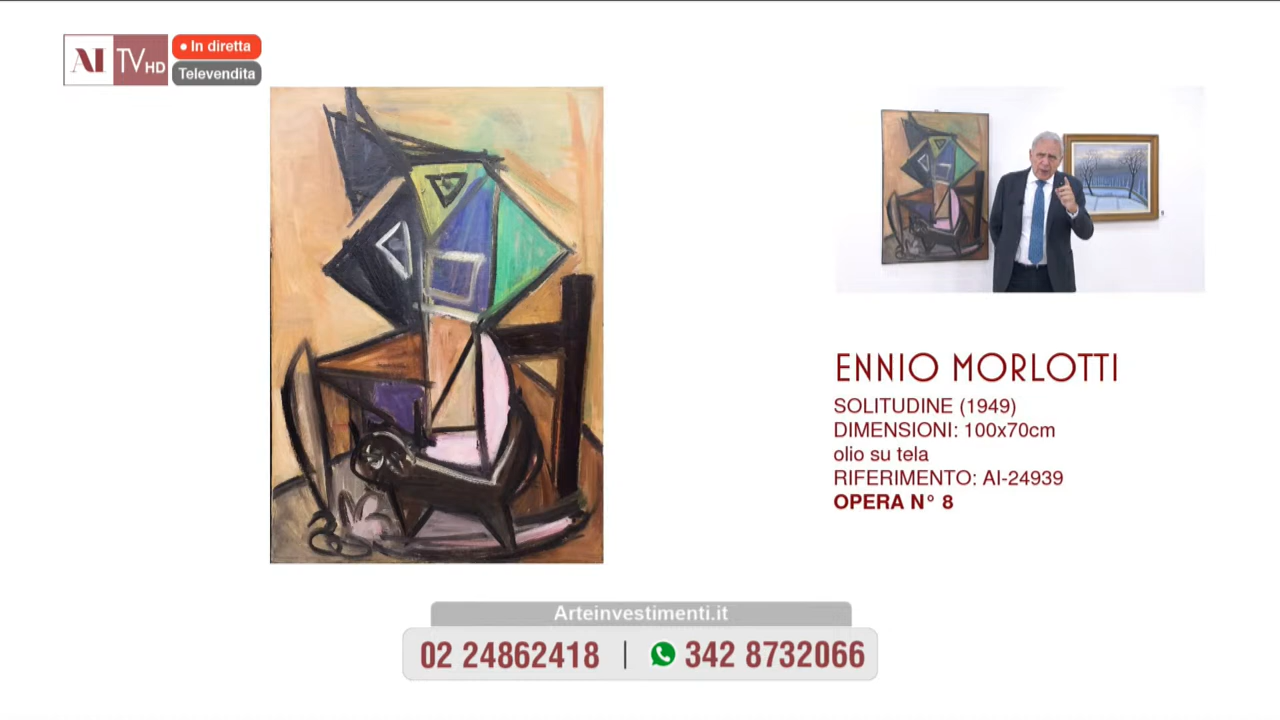 AI TV HD
• In diretta
Televendita
ENNIO MORLOTTI
SOLITUDINE (1949)
DIMENSIONI: 100x70cm
olio su tela
RIFERIMENTO: AI-24939
OPERA N° 8
Arteinvestimenti.it
02 24862418 | 342 8732066